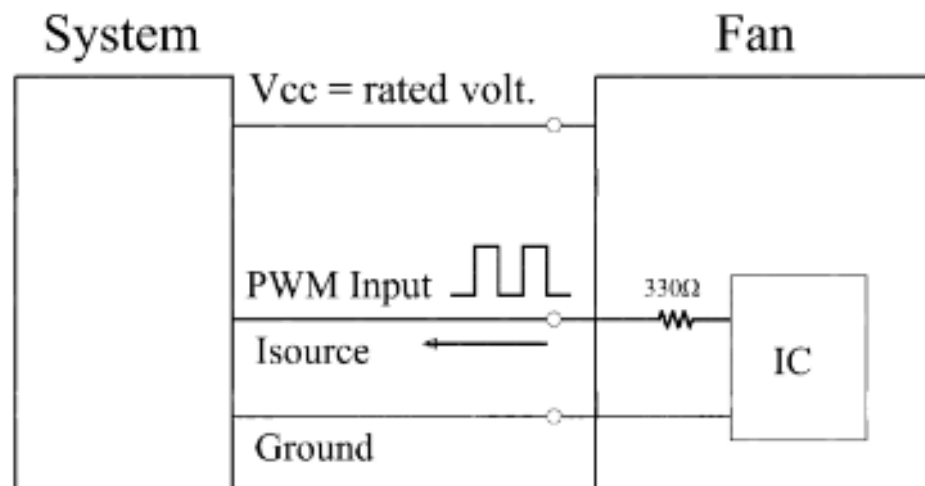 System
Fan
Vcc = rated volt.
PWM Input
330Ω
Isource
IC
Ground